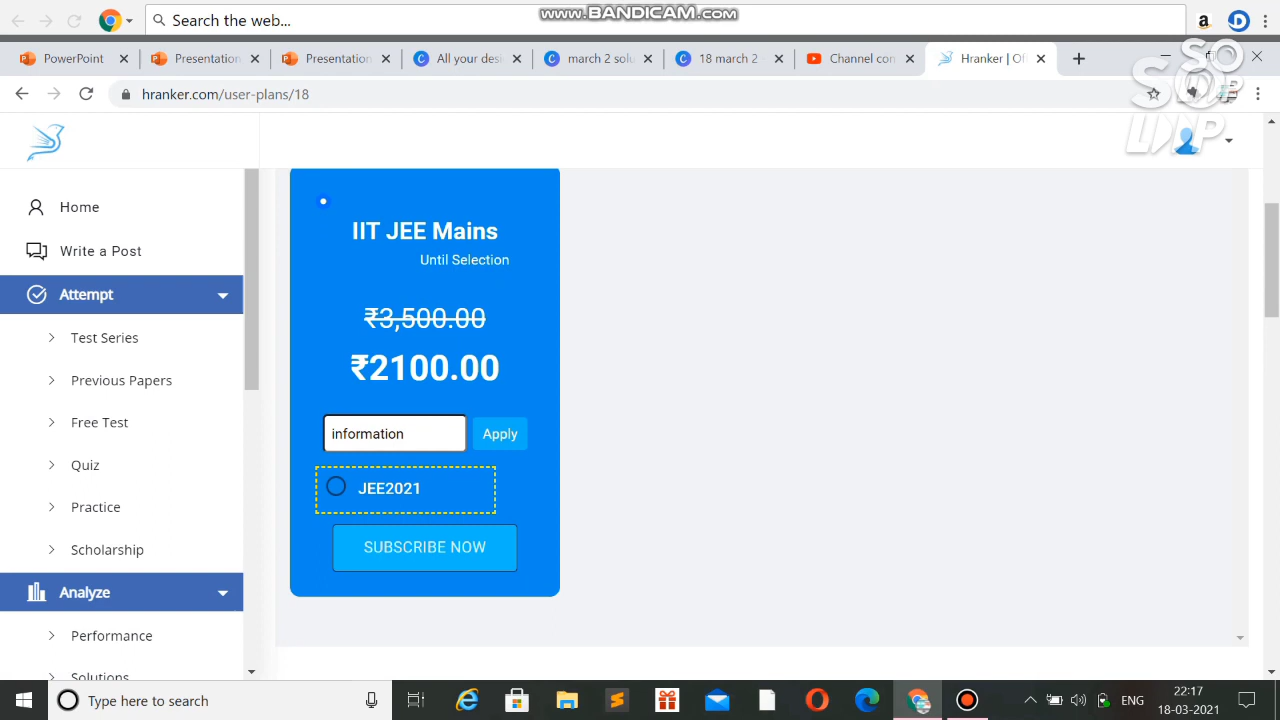 www.BANDICAM.com
Search the web...
PowerPoint
Presentation
Presentation
All your des
march 2 solu
18 march 2
Channel con
Hranker | Of
hranker.com/user-plans/18
Home
Write a Post
Attempt
Test Series
Previous Papers
Free Test
Quiz
Practice
Scholarship
Analyze
Performance
Solutions
IIT JEE Mains
Until Selection
₹3,500.00
₹2100.00
information
Apply
JEE2021
SUBSCRIBE NOW
Type here to search
ENG
22:17
18-03-2021